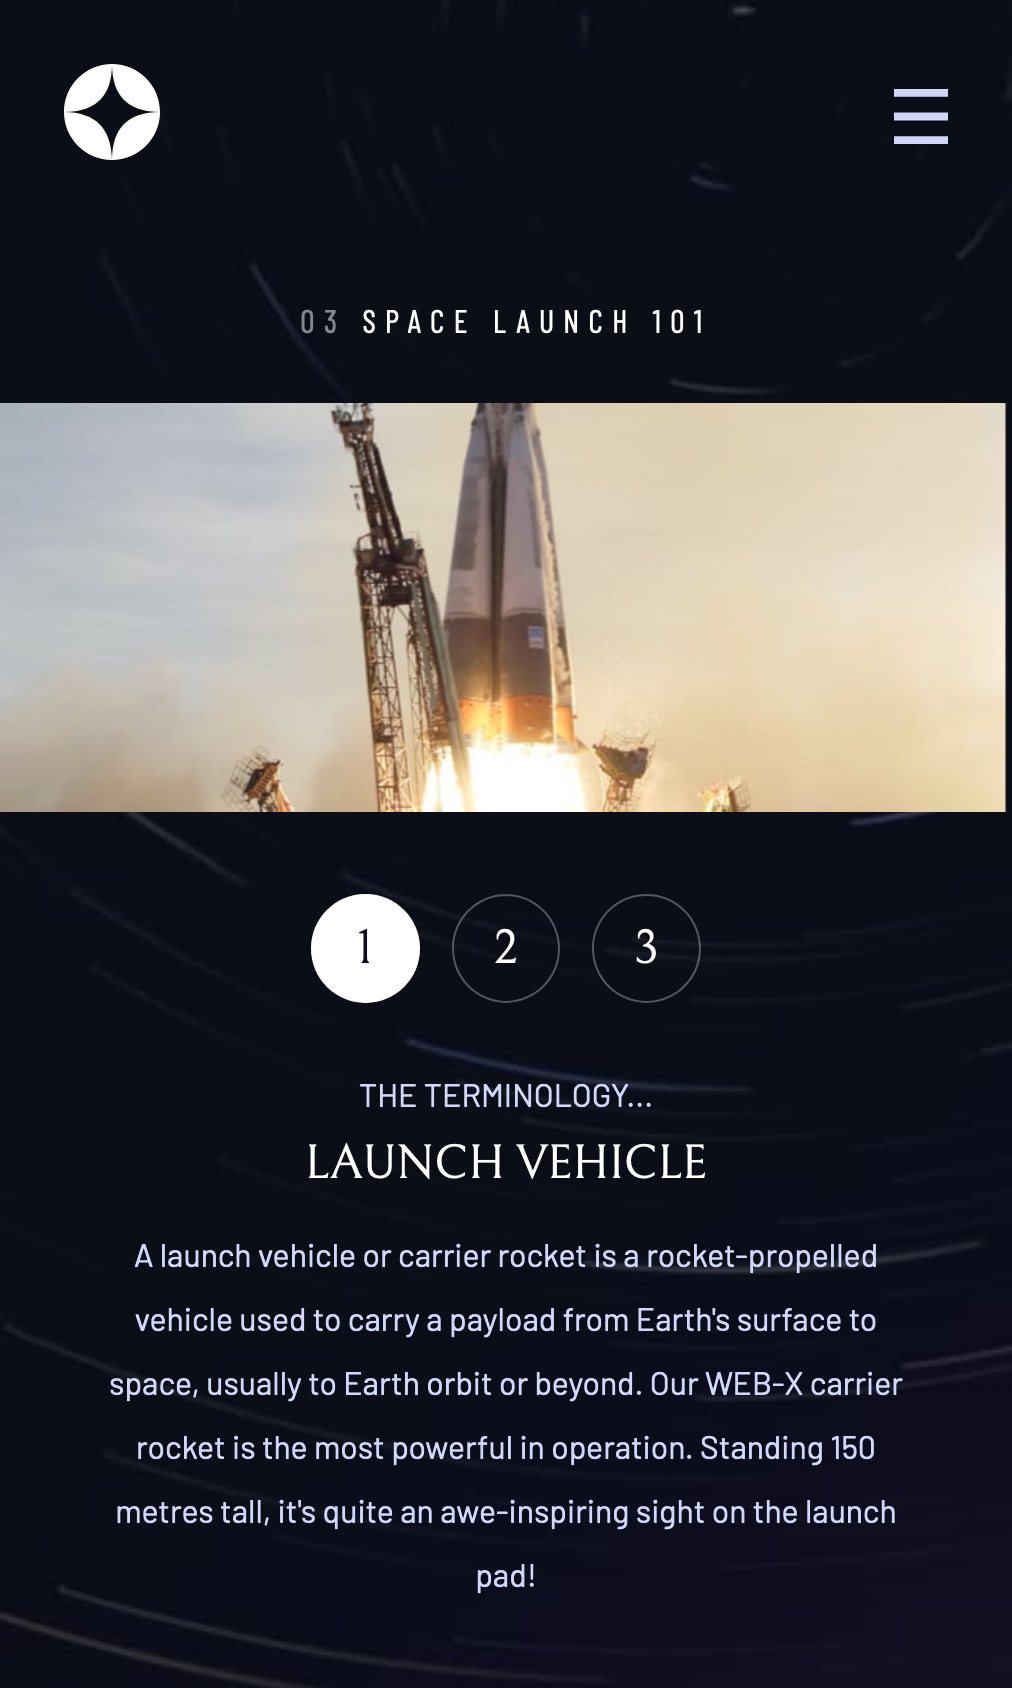 03 SPACE LAUNCH 101
1 2 3
THE TERMINOLOGY...
LAUNCH VEHICLE
A launch vehicle or carrier rocket is a rocket-propelled
vehicle used to carry a payload from Earth's surface to
space, usually to Earth orbit or beyond. Our WEB-X carrier
rocket is the most powerful in operation. Standing 150
metres tall, it's quite an awe-inspiring sight on the launch
pad!